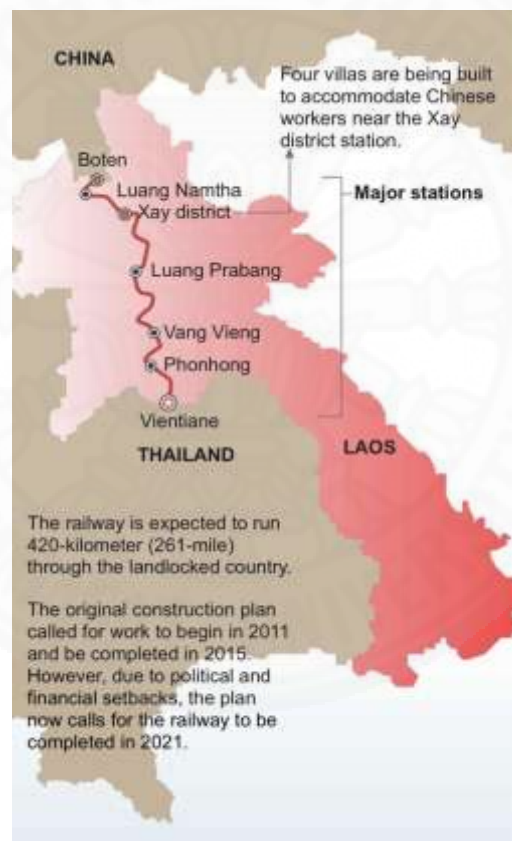 CHINA
Four villas are being built
to accommodate Chinese
workers near the Xay
district station.
Boten
Luang Namtha
Xay district
Major stations
Luang Prabang
Vang Vieng
Phonhong
Vientiane
THAILAND
LAOS
The railway is expected to run
420-kilometer (261-mile)
through the landlocked country.
The original construction plan
called for work to begin in 2011
and be completed in 2015.
However, due to political and
financial setbacks, the plan
now calls for the railway to be
completed in 2021.